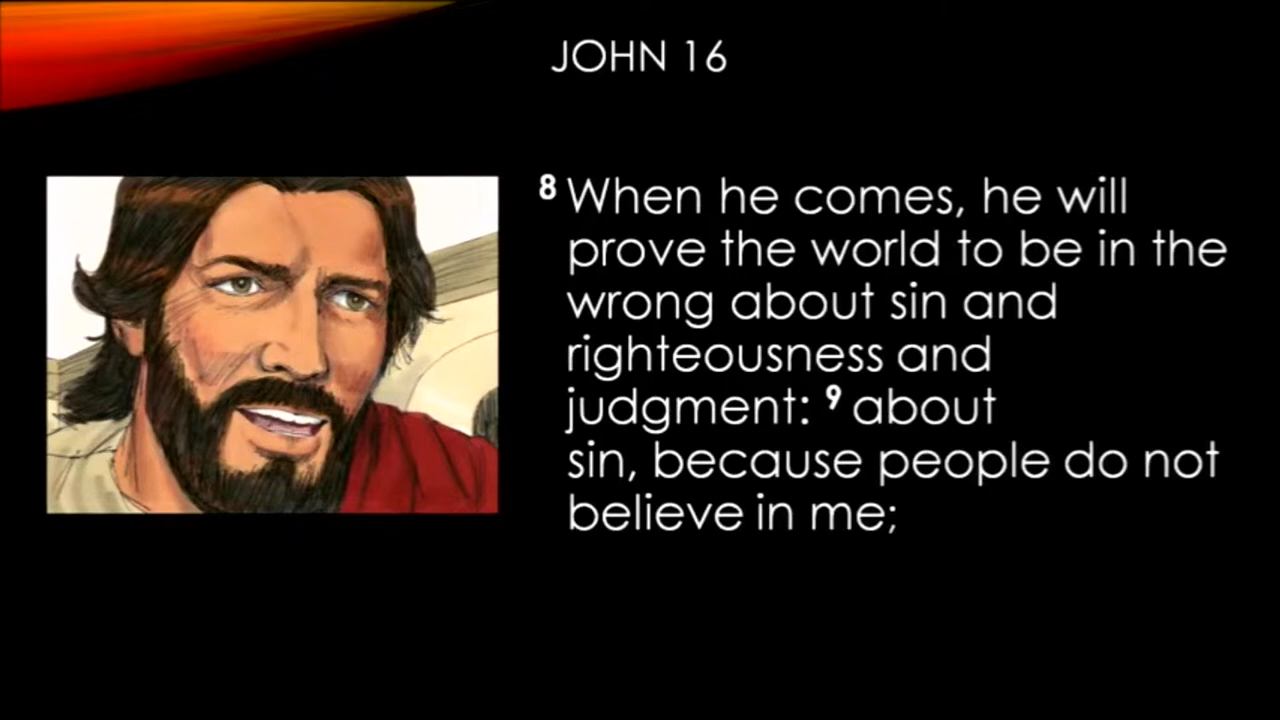 JOHN 16
8 When he comes, he will
prove the world to be in the
wrong about sin and
righteousness and
judgment: 9 about
sin, because people do not
believe in me;